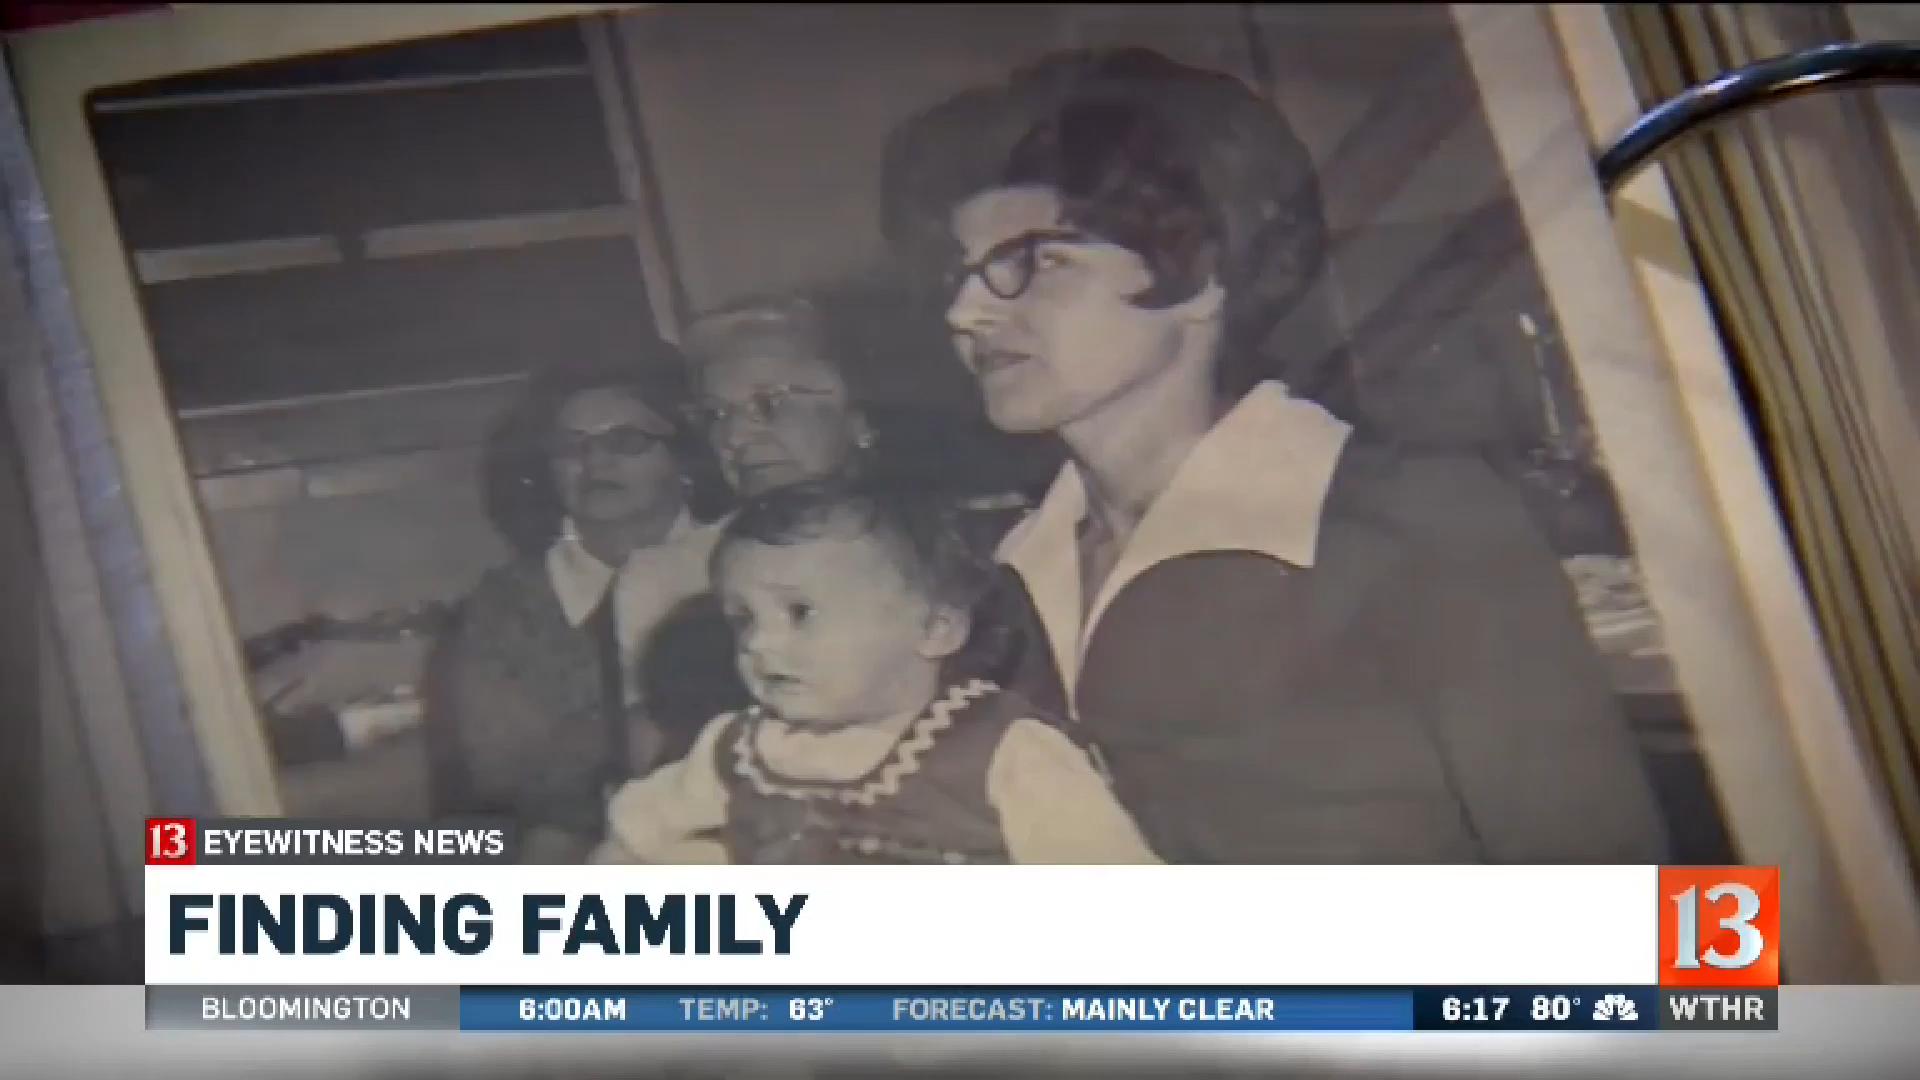 13 EYEWITNESS NEWS
FINDING FAMILY
13
BLOOMINGTON 6:00AM TEMP: 63° FORECAST: MAINLY CLEAR 6:17 80° WTHR